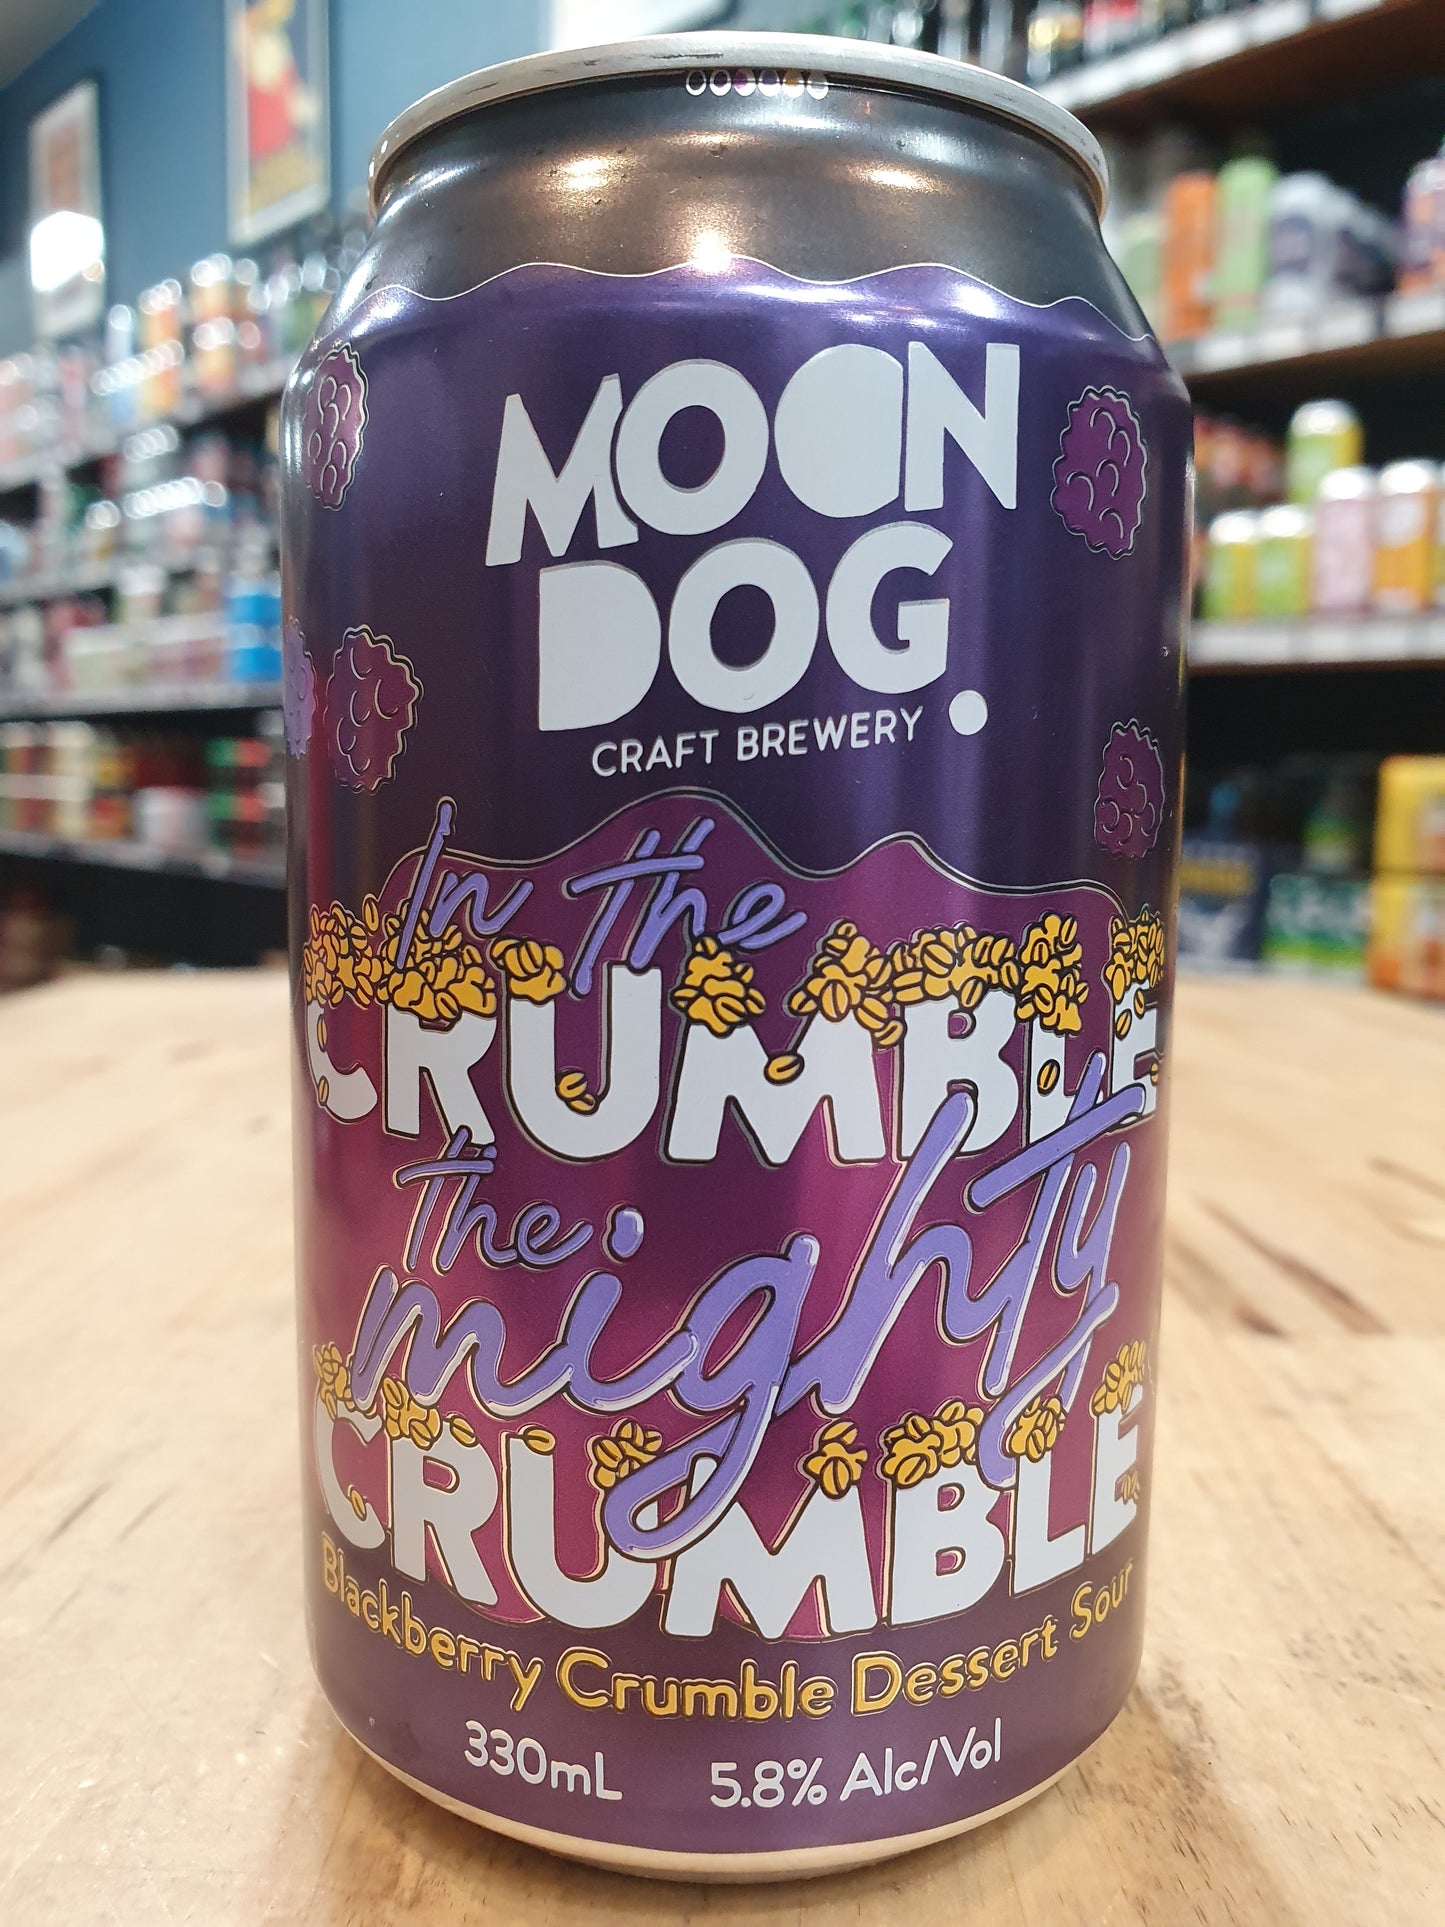 MOON
DOG.
CRAFT BREWERY
In the
CRUMBLE
the mighty
CRUMBLE
Blackberry Crumble Dessert Sour
330mL 5.8% Alc/Vol